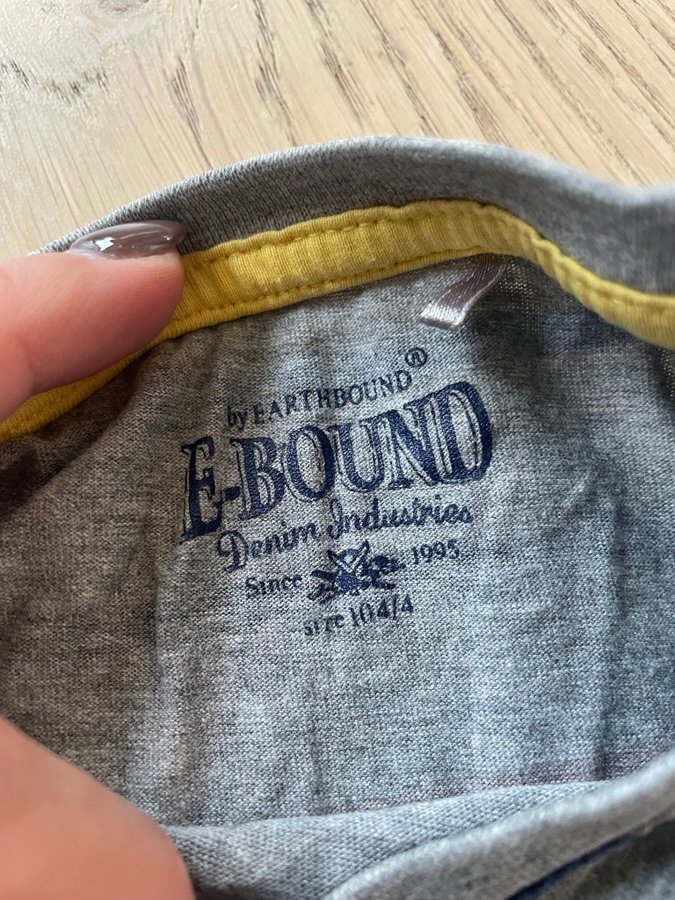 by EARTHBOUND®
E-BOUND
Denim Industries
Since 1995
size 104/4